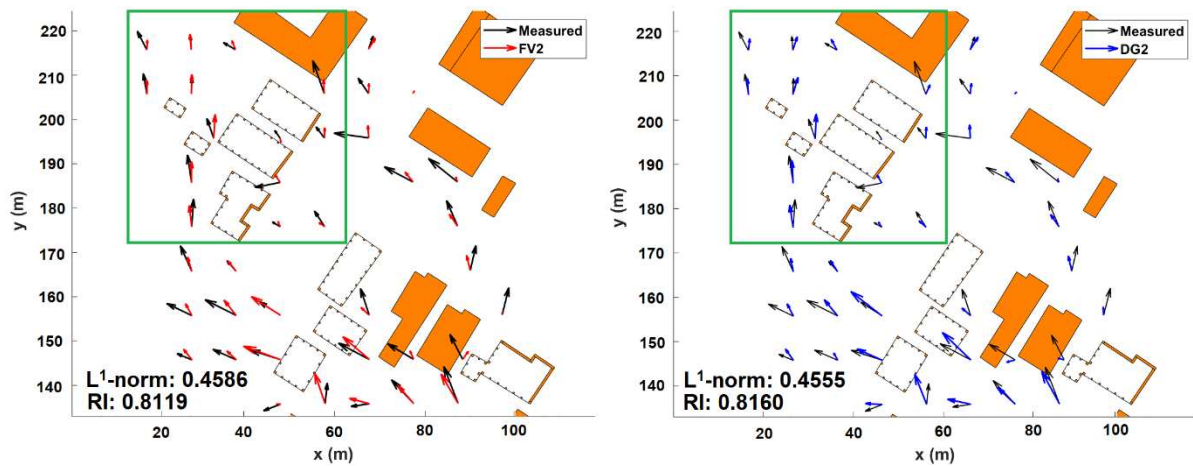 220
210
200
190
180
170
160
150
140
y (m)
Measured
FV2
L¹-norm: 0.4586
RI: 0.8119
20
40
60
80
100
x (m)
220
210
200
190
180
170
160
150
140
y (m)
Measured
DG2
L¹-norm: 0.4555
RI: 0.8160
20
40
60
80
100
x (m)